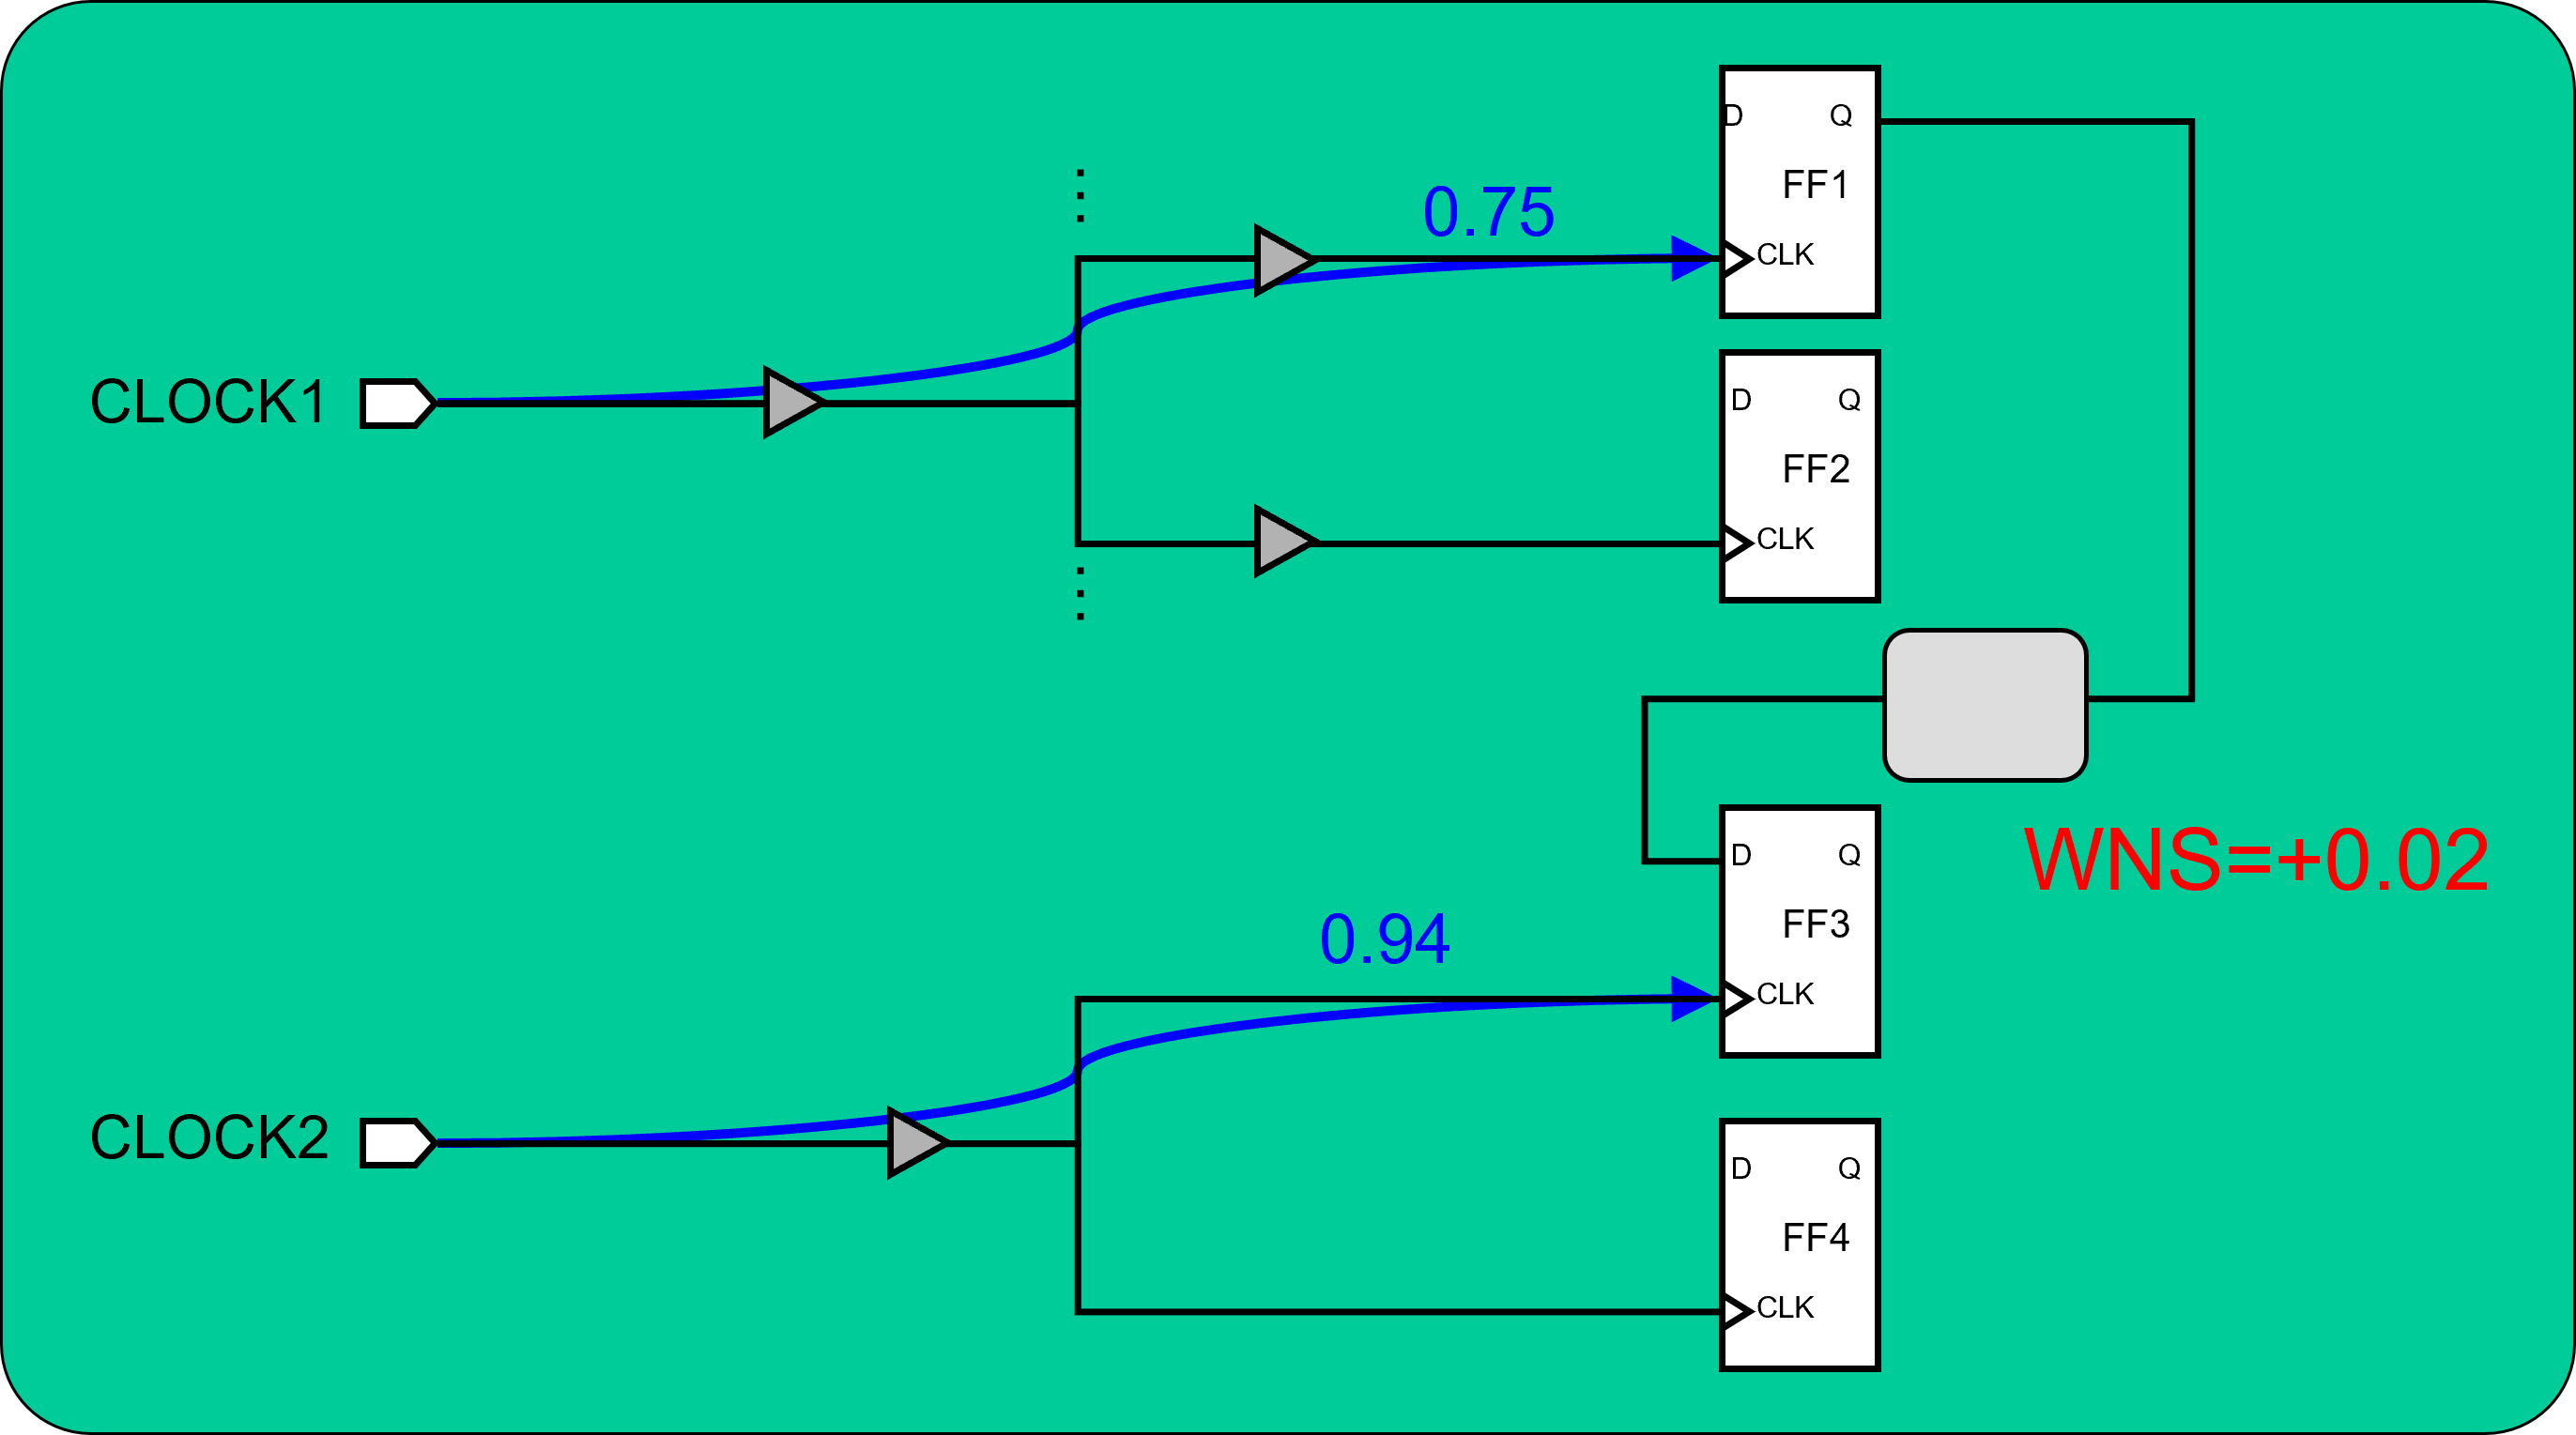 D Q
FF1
CLK
0.75
CLOCK1
D Q
FF2
CLK
D Q
FF3
CLK
WNS=+0.02
0.94
CLOCK2
D Q
FF4
CLK